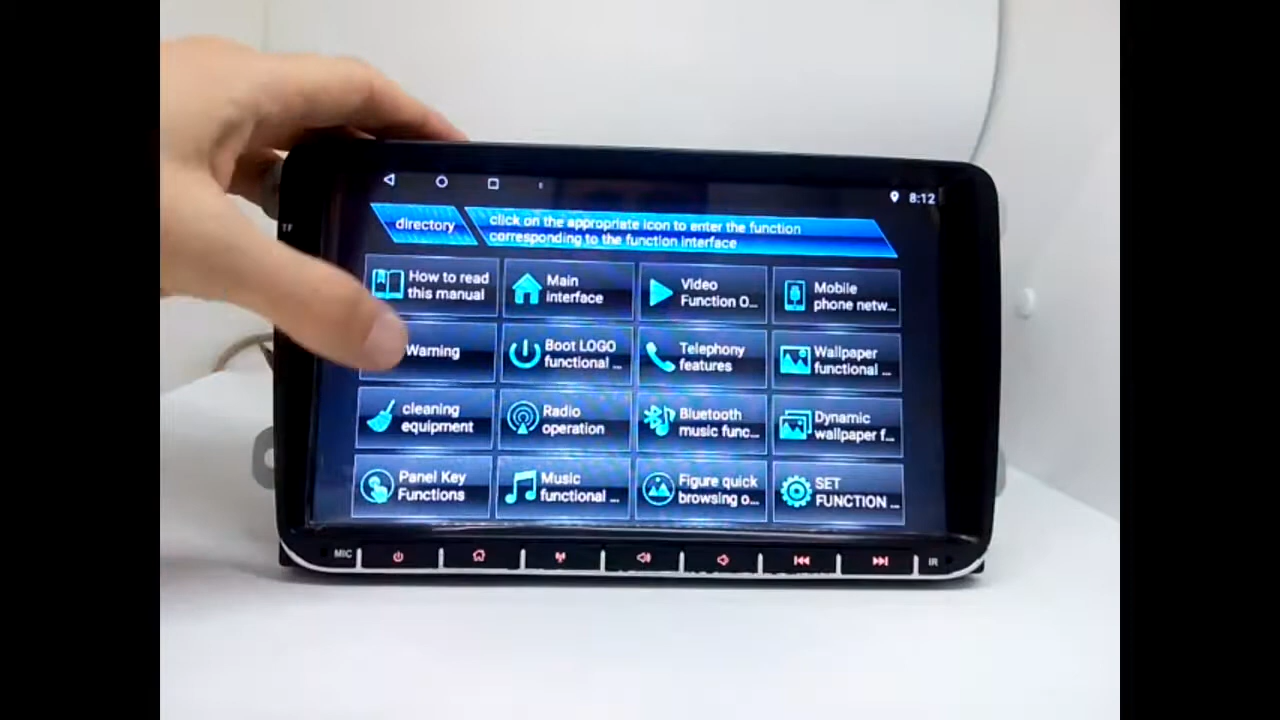 8:12
directory
click on the appropriate icon to enter the function
corresponding to the function interface
How to read
this manual
Main
interface
Video
Function O...
Mobile
phone netw...
Warning
Boot LOGO
functional ...
Telephony
features
Wallpaper
functional ...
cleaning
equipment
Radio
operation
Bluetooth
music func...
Dynamic
wallpaper f...
Panel Key
Functions
Music
functional ...
Figure quick
browsing o...
SET
FUNCTION ...
TF
MIC
IR